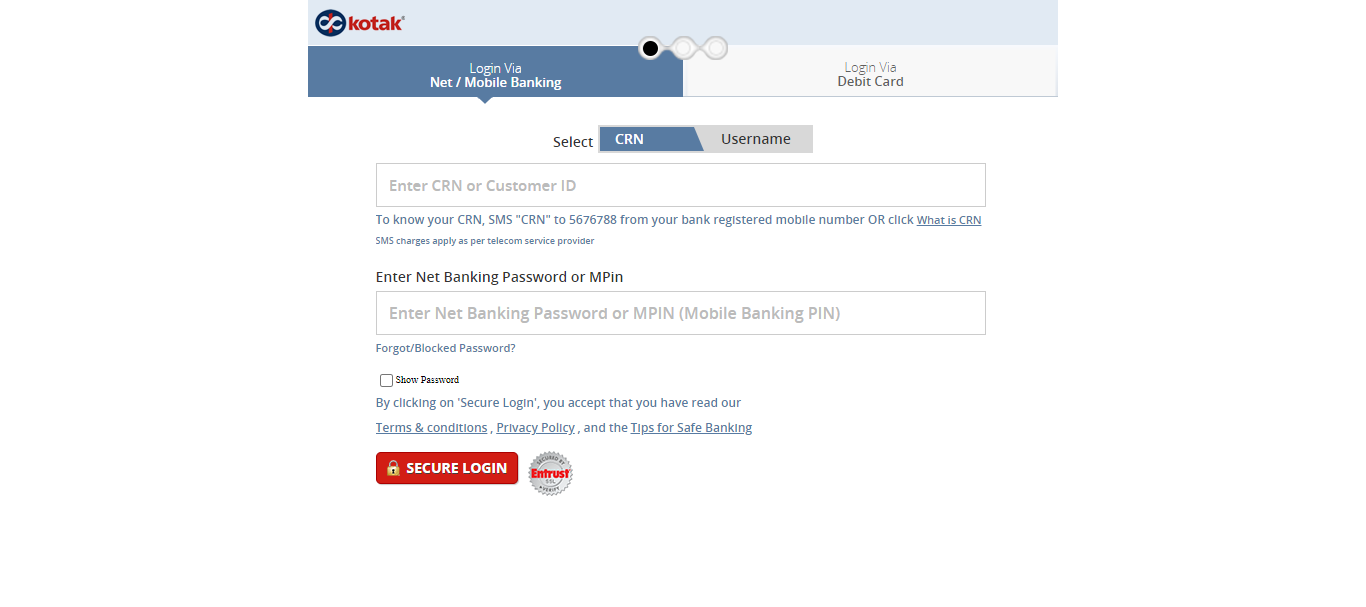 kotak
Login Via
Net / Mobile Banking
Login Via
Debit Card
Select CRN Username
Enter CRN or Customer ID
To know your CRN, SMS "CRN" to 5676788 from your bank registered mobile number OR click What is CRN
SMS charges apply as per telecom service provider
Enter Net Banking Password or MPin
Enter Net Banking Password or MPIN (Mobile Banking PIN)
Forgot/Blocked Password?
Show Password
By clicking on 'Secure Login', you accept that you have read our
Terms & conditions , Privacy Policy , and the Tips for Safe Banking
SECURE LOGIN
SECURED BY
Entrust
SSL
VERIFY